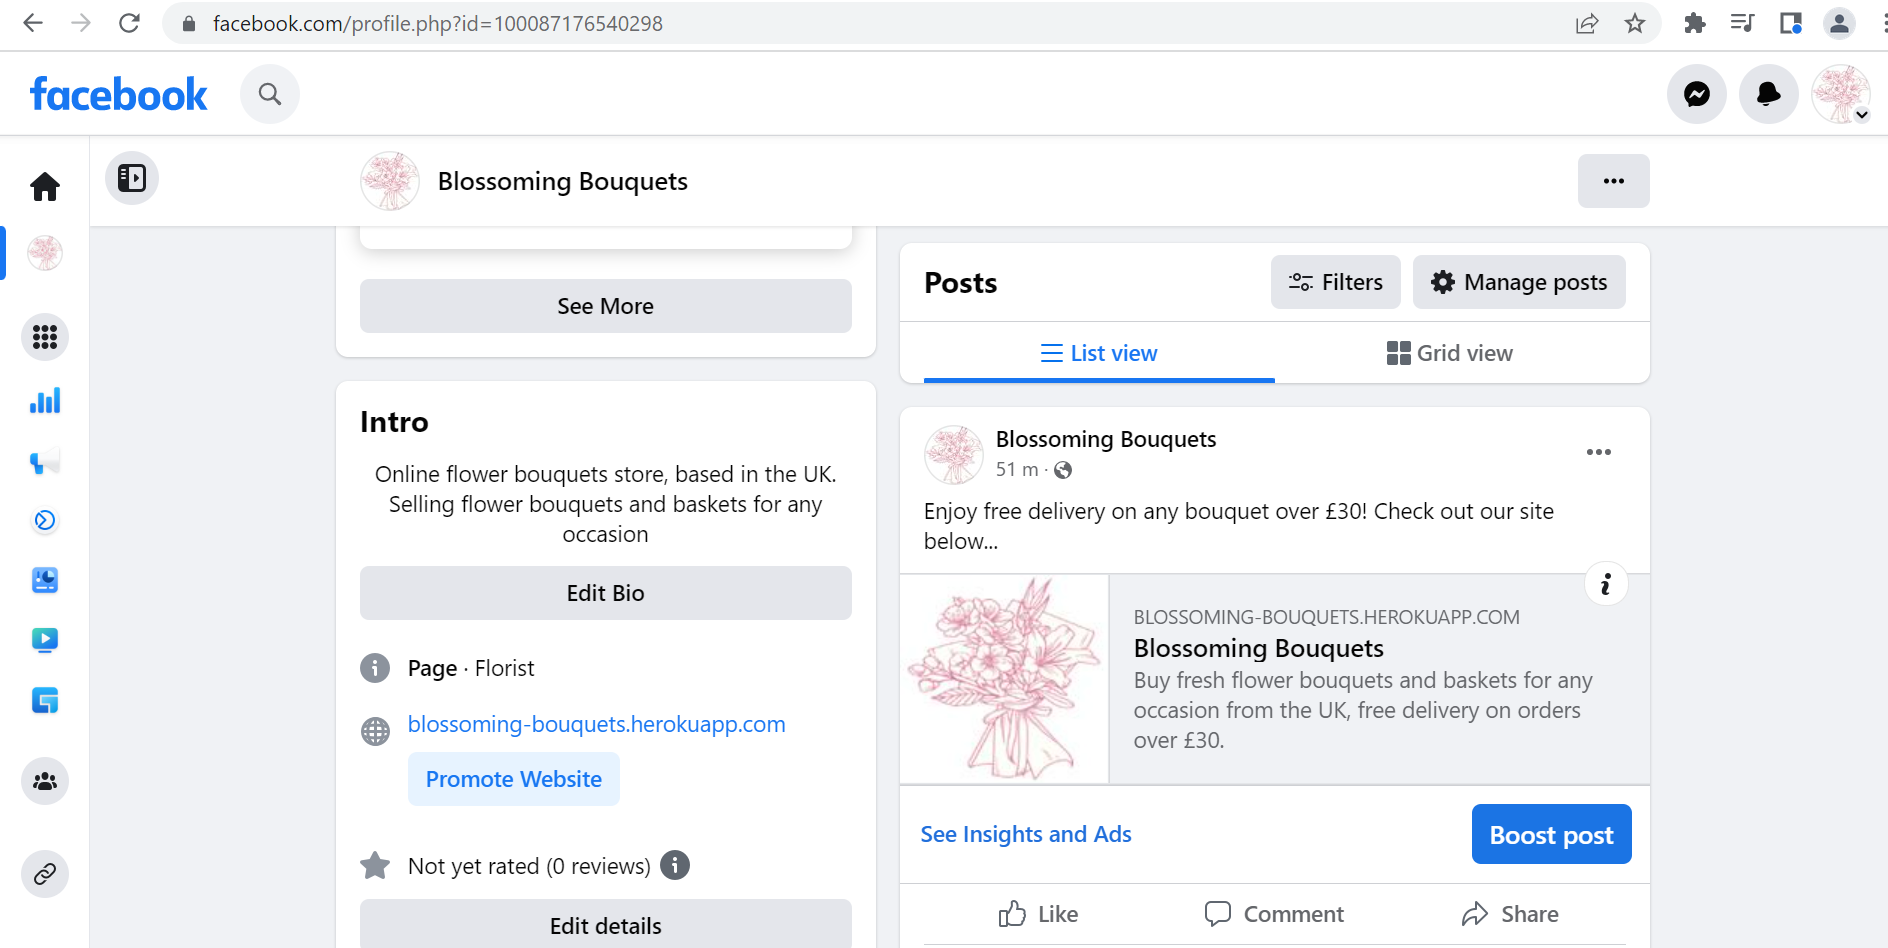 facebook.com/profile.php?id=100087176540298
facebook
Blossoming Bouquets
See More
Intro
Online flower bouquets store, based in the UK.
Selling flower bouquets and baskets for any
occasion
Edit Bio
Page · Florist
blossoming-bouquets.herokuapp.com
Promote Website
Not yet rated (0 reviews)
Edit details
Posts
Filters
Manage posts
List view
Grid view
Blossoming Bouquets
51 m ·
Enjoy free delivery on any bouquet over £30! Check out our site
below...
BLOSSOMING-BOUQUETS.HEROKUAPP.COM
Blossoming Bouquets
Buy fresh flower bouquets and baskets for any
occasion from the UK, free delivery on orders
over £30.
See Insights and Ads
Boost post
Like
Comment
Share